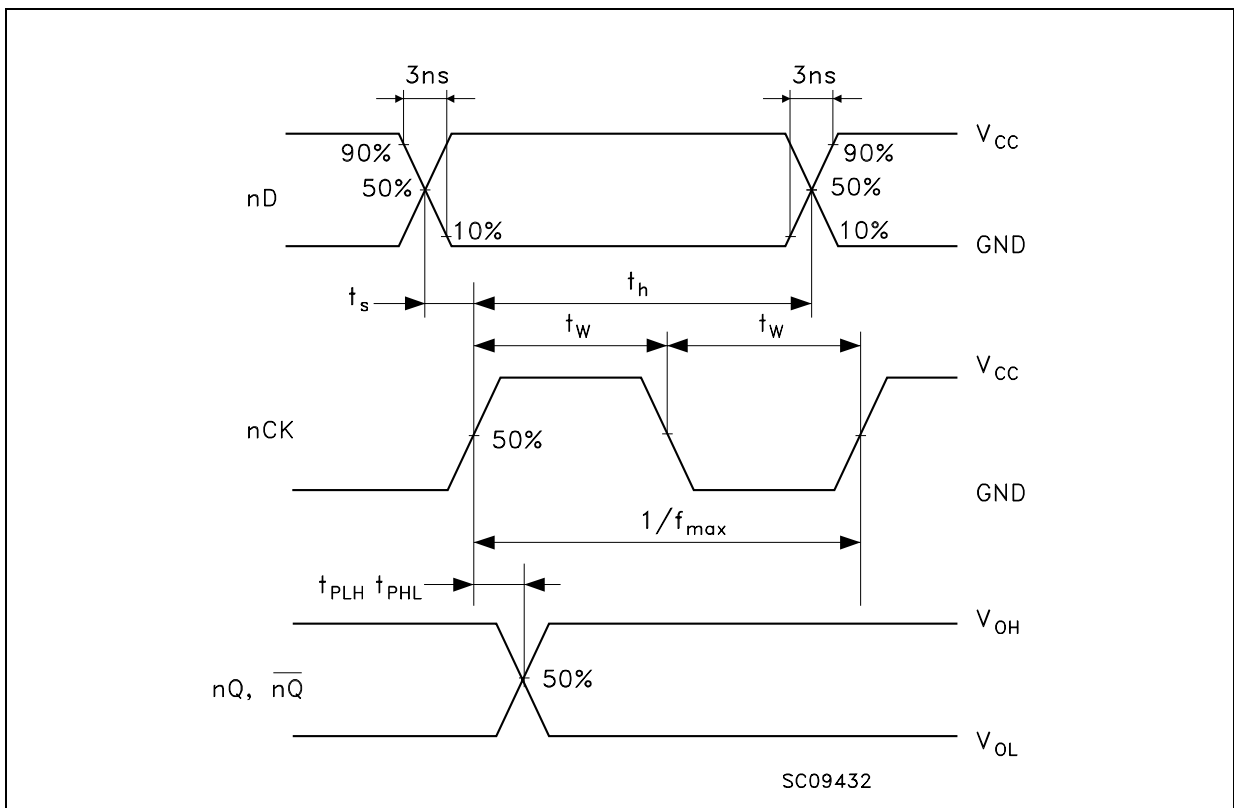 3ns 3ns
V_CC
90% 90%
nD 50% 50%
10% 10%
GND
t_s t_h
t_W t_W
V_CC
nCK 50%
GND
1/f_max
t_PLH t_PHL
V_OH
nQ, n̅Q̅ 50%
V_OL
SC09432